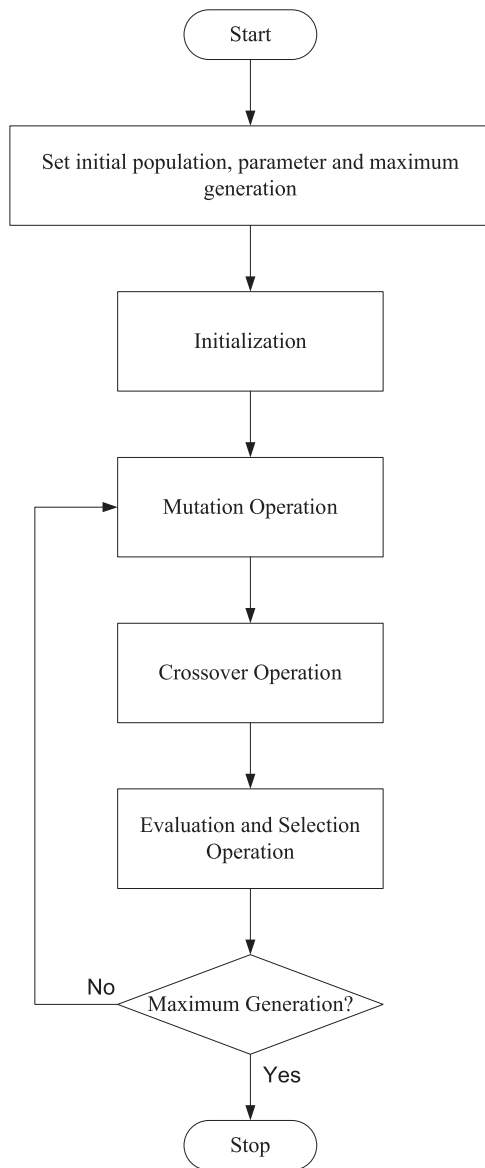 Start
Set initial population, parameter and maximum
generation
Initialization
Mutation Operation
Crossover Operation
Evaluation and Selection
Operation
No
Maximum Generation?
Yes
Stop